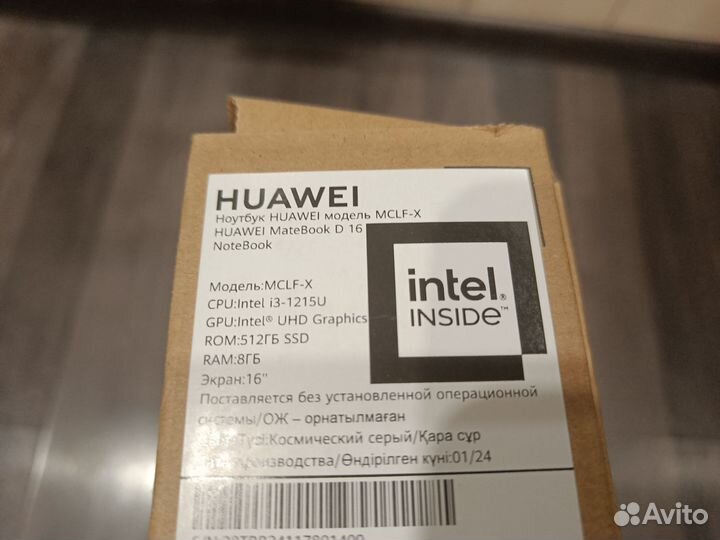 HUAWEI
Ноутбук HUAWEI модель MCLF-X
HUAWEI MateBook D 16
NoteBook
Модель:MCLF-X
CPU:Intel i3-1215U
GPU:Intel® UHD Graphics
ROM:512ГБ SSD
RAM:8ГБ
Экран:16"
intel®
INSIDE™
Поставляется без установленной операционной
системы/ОЖ – орнатылмаған
Космический серый/Қара сұр
Өндірілген күні:01/24
Avito